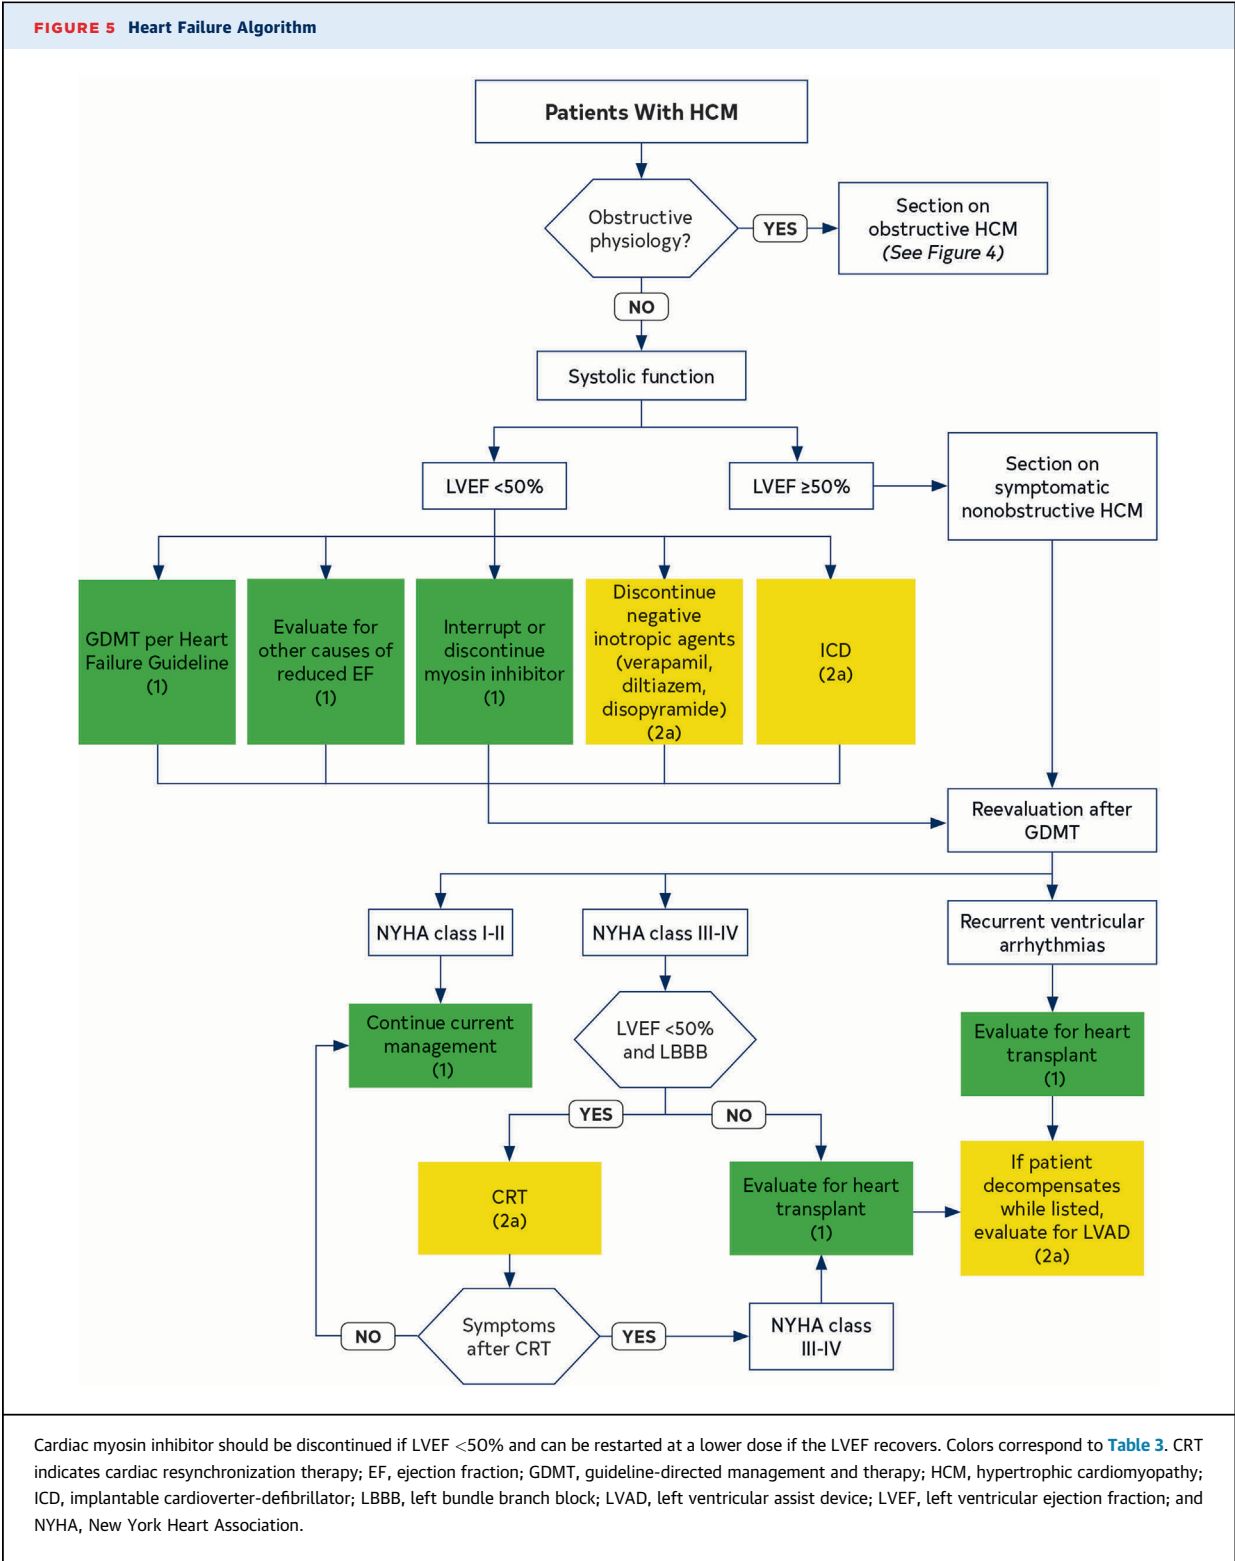 FIGURE 5 Heart Failure Algorithm
Patients With HCM
Obstructive
physiology?
YES
Section on
obstructive HCM
(See Figure 4)
NO
Systolic function
LVEF <50%
LVEF ≥50%
Section on
symptomatic
nonobstructive HCM
GDMT per Heart
Failure Guideline
(1)
Evaluate for
other causes of
reduced EF
(1)
Interrupt or
discontinue
myosin inhibitor
(1)
Discontinue
negative
inotropic agents
(verapamil,
diltiazem,
disopyramide)
(2a)
ICD
(2a)
Reevaluation after
GDMT
NYHA class I-II
NYHA class III-IV
Recurrent ventricular
arrhythmias
Continue current
management
(1)
LVEF <50%
and LBBB
Evaluate for heart
transplant
(1)
YES
NO
CRT
(2a)
Evaluate for heart
transplant
(1)
If patient
decompensates
while listed,
evaluate for LVAD
(2a)
NO
Symptoms
after CRT
YES
NYHA class
III-IV
Cardiac myosin inhibitor should be discontinued if LVEF <50% and can be restarted at a lower dose if the LVEF recovers. Colors correspond to Table 3. CRT
indicates cardiac resynchronization therapy; EF, ejection fraction; GDMT, guideline-directed management and therapy; HCM, hypertrophic cardiomyopathy;
ICD, implantable cardioverter-defibrillator; LBBB, left bundle branch block; LVAD, left ventricular assist device; LVEF, left ventricular ejection fraction; and
NYHA, New York Heart Association.